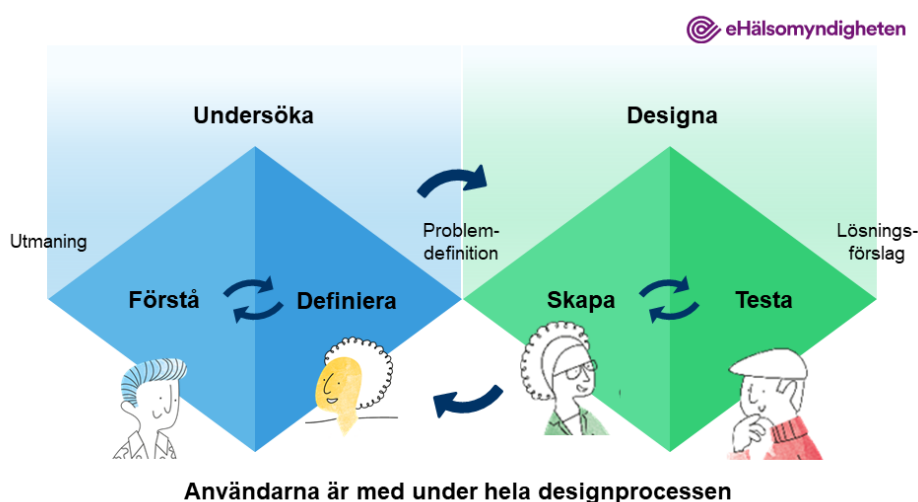 eHälsomyndigheten
Undersöka
Designa
Utmaning
Problem-
definition
Lösnings-
förslag
Förstå
Definiera
Skapa
Testa
Användarna är med under hela designprocessen